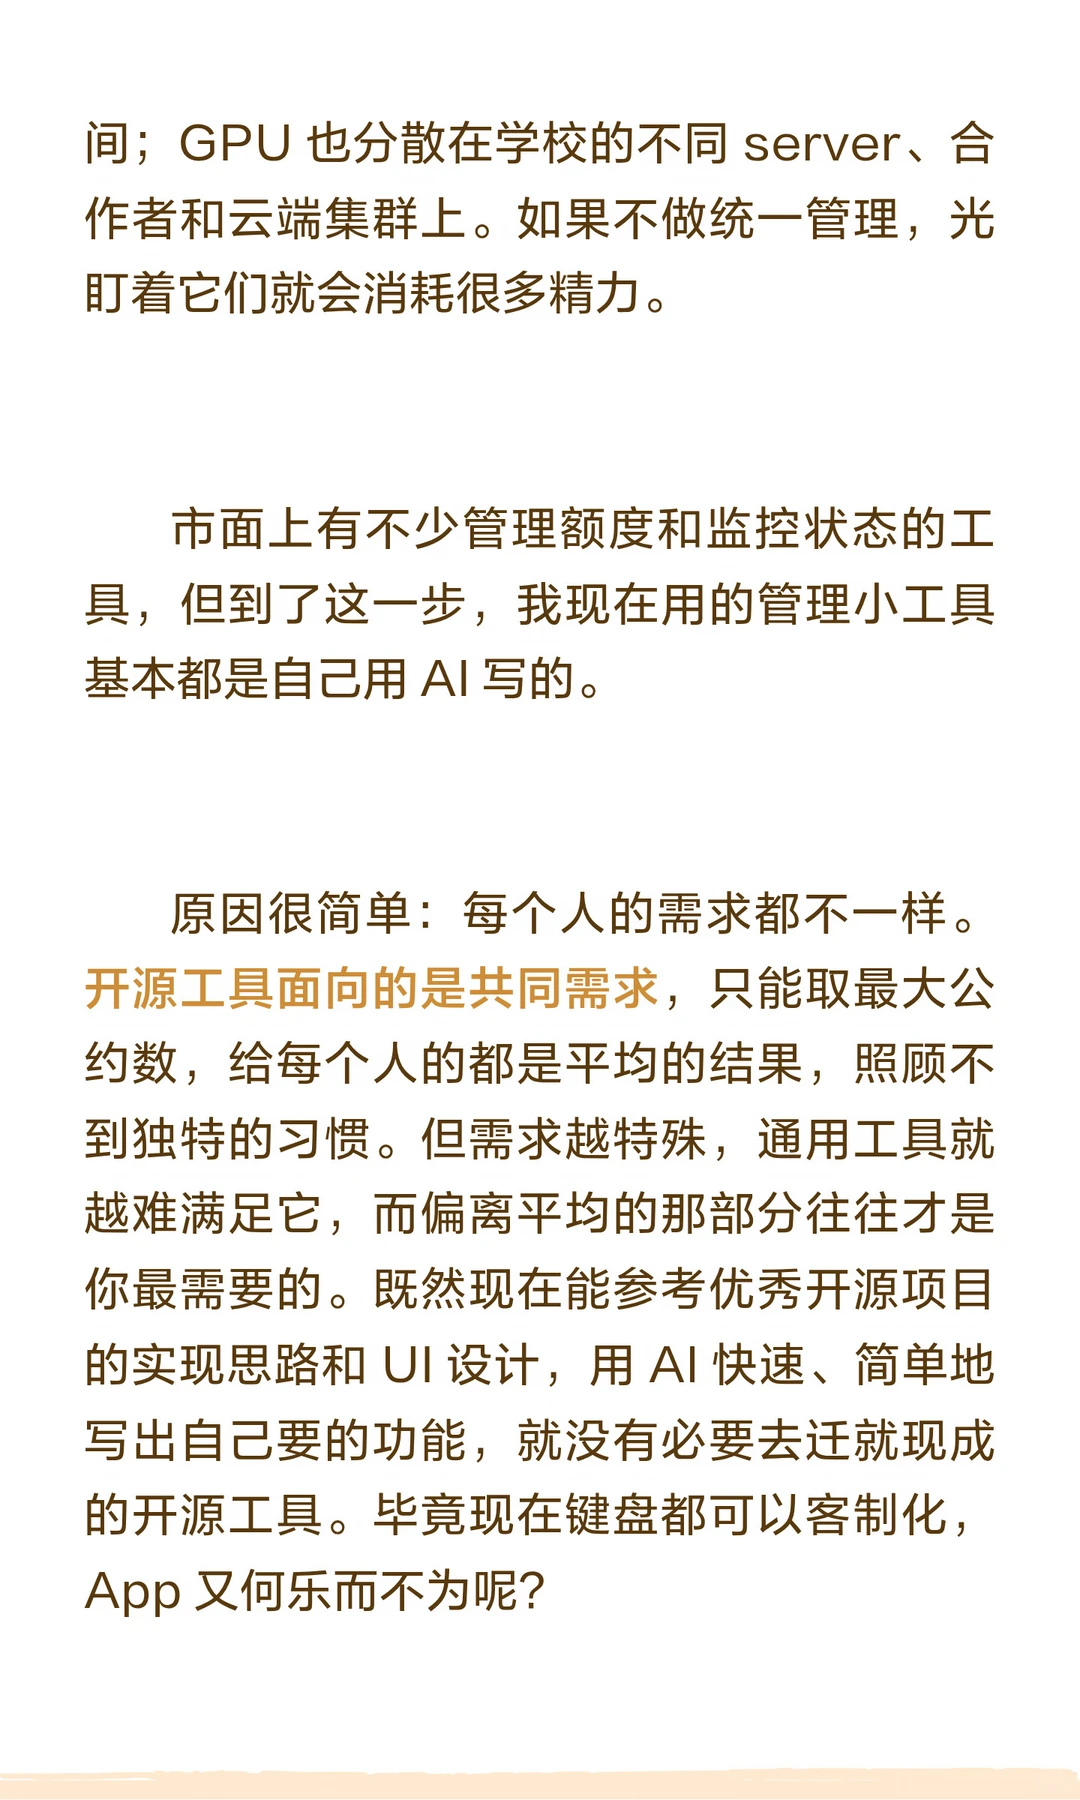 间；GPU 也分散在学校的不同 server、合
作者和云端集群上。如果不做统一管理，光
盯着它们就会消耗很多精力。
市面上有不少管理额度和监控状态的工
具，但到了这一步，我现在用的管理小工具
基本都是自己用 AI 写的。
原因很简单：每个人的需求都不一样。
开源工具面向的是共同需求，只能取最大公
约数，给每个人的都是平均的结果，照顾不
到独特的习惯。但需求越特殊，通用工具就
越难满足它，而偏离平均的那部分往往才是
你最需要的。既然现在能参考优秀开源项目
的实现思路和 UI 设计，用 AI 快速、简单地
写出自己要的功能，就没有必要去迁就现成
的开源工具。毕竟现在键盘都可以客制化，
App 又何乐而不为呢？